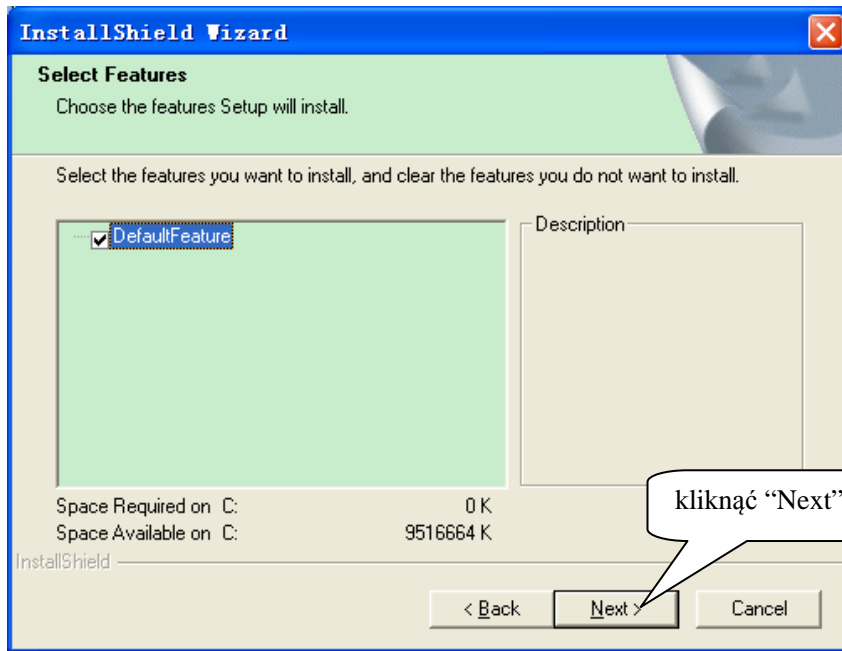 InstallShield Wizard
Select Features
Choose the features Setup will install.
Select the features you want to install, and clear the features you do not want to install.
DefaultFeature
Description
Space Required on C: 0 K
Space Available on C: 9516664 K
kliknąć “Next”
InstallShield
< Back Next > Cancel